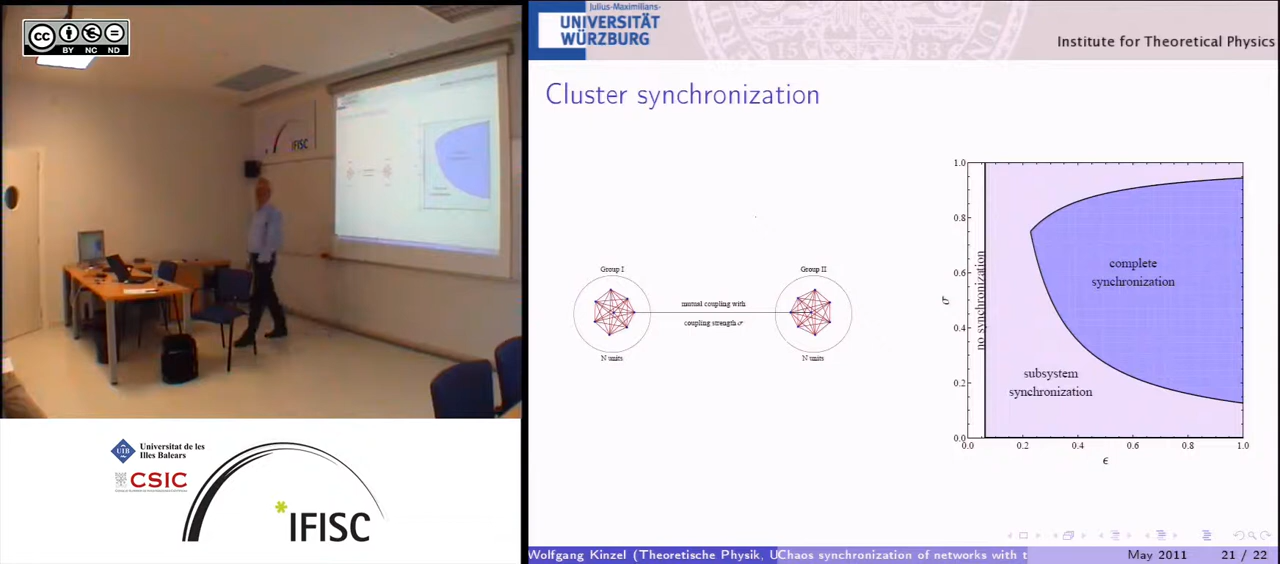 cc
BY NC ND
IFISC
Universitat de les
Illes Balears
UIB
CSIC
*IFISC
Julius-Maximilians-
UNIVERSITÄT
WÜRZBURG
Institute for Theoretical Physics
Cluster synchronization
Group I
Group II
mutual coupling with
coupling strength σ
N units
N units
1.0
0.8
0.6
0.4
0.2
0.0
σ
no synchronization
complete
synchronization
subsystem
synchronization
0.2
0.4
0.6
0.8
1.0
ϵ
Wolfgang Kinzel (Theoretische Physik, U
Chaos synchronization of networks with t
May 2011
21 / 22